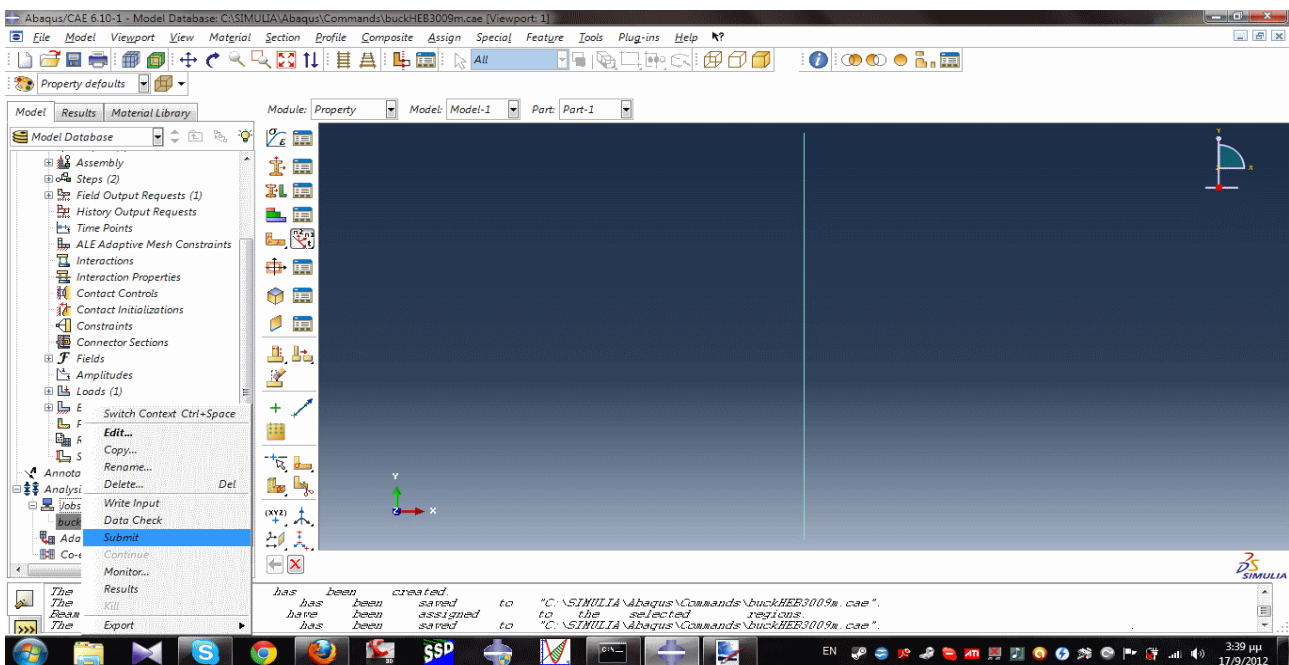 Abaqus/CAE 6.10-1 - Model Database: C:\SIMULIA\Abaqus\Commands\buckHEB3009m.cae [Viewport: 1]
File Model Viewport View Material Section Profile Composite Assign Special Feature Tools Plug-ins Help
All
Property defaults
Model Results Material Library
Module: Property Model: Model-1 Part: Part-1
Model Database
Assembly
Steps (2)
Field Output Requests (1)
History Output Requests
Time Points
ALE Adaptive Mesh Constraints
Interactions
Interaction Properties
Contact Controls
Contact Initializations
Constraints
Connector Sections
Fields
Amplitudes
Loads (1)
Switch Context Ctrl+Space
Edit...
Copy...
Rename...
Delete... Del
Write Input
Data Check
Submit
Continue
Monitor...
Results
Kill
Export
Annota
Analysi
Jobs
buck
Ada
Co-e
Y
X
Z
(XYZ)
SIMULIA
The has been created.
The has been saved to "C:\SIMULIA\Abaqus\Commands\buckHEB3009m.cae".
Beam have been assigned to the selected regions.
The has been saved to "C:\SIMULIA\Abaqus\Commands\buckHEB3009m.cae".
SSP
EN
3:39 μμ
17/9/2012